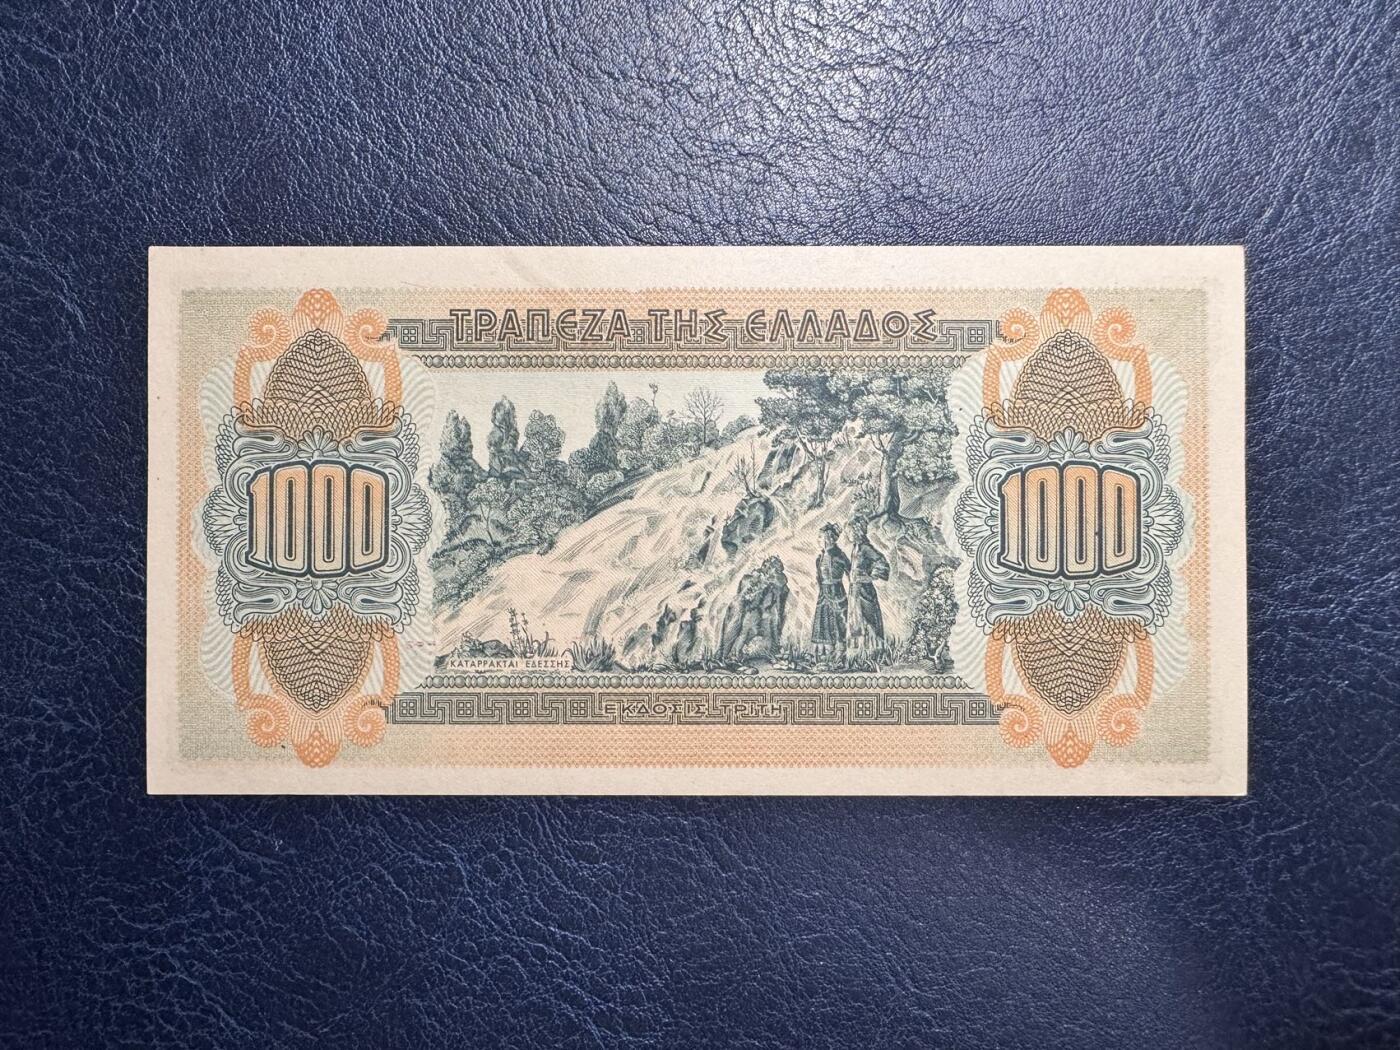 ΤΡΑΠΕΖΑ ΤΗΣ ΕΛΛΑΔΟΣ
1000 1000
ΚΑΤΑΡΡΑΚΤΑΙ ΕΔΕΣΣΗΣ
ΕΚΔΟΣΙΣ ΤΡΙΤΗ